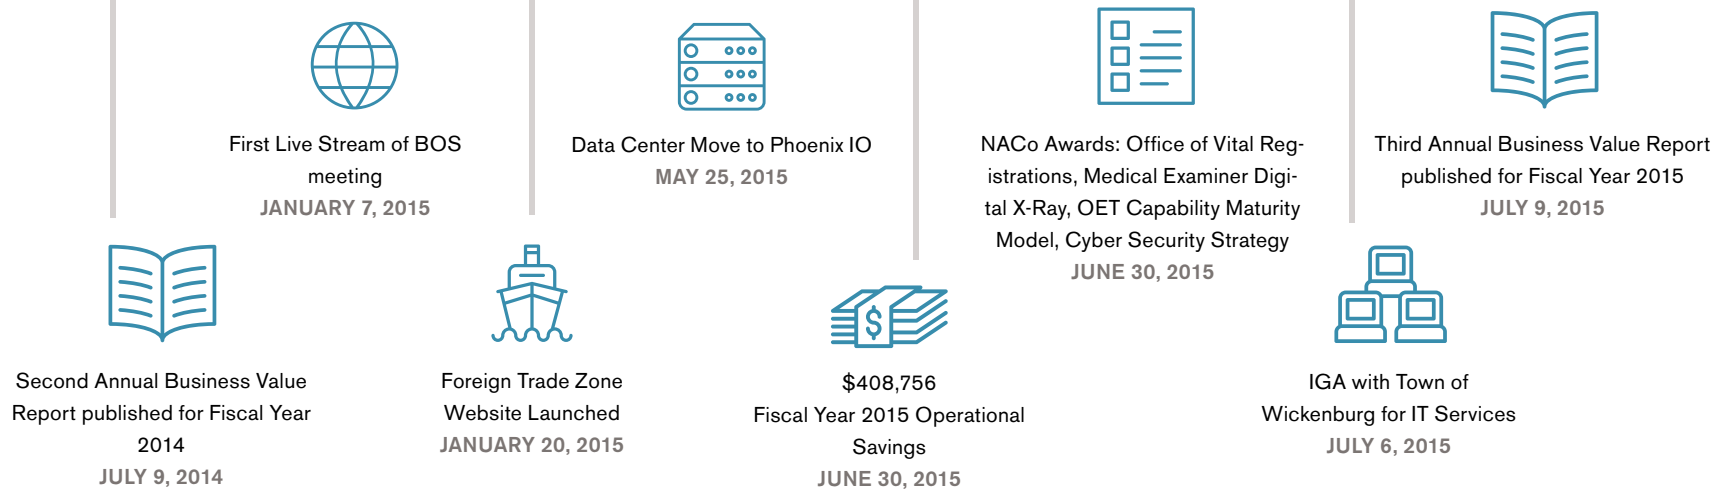 First Live Stream of BOS
meeting
JANUARY 7, 2015
Data Center Move to Phoenix IO
MAY 25, 2015
NACo Awards: Office of Vital Reg-
istrations, Medical Examiner Digi-
tal X-Ray, OET Capability Maturity
Model, Cyber Security Strategy
JUNE 30, 2015
Third Annual Business Value Report
published for Fiscal Year 2015
JULY 9, 2015
Second Annual Business Value
Report published for Fiscal Year
2014
JULY 9, 2014
Foreign Trade Zone
Website Launched
JANUARY 20, 2015
$
$408,756
Fiscal Year 2015 Operational
Savings
JUNE 30, 2015
IGA with Town of
Wickenburg for IT Services
JULY 6, 2015